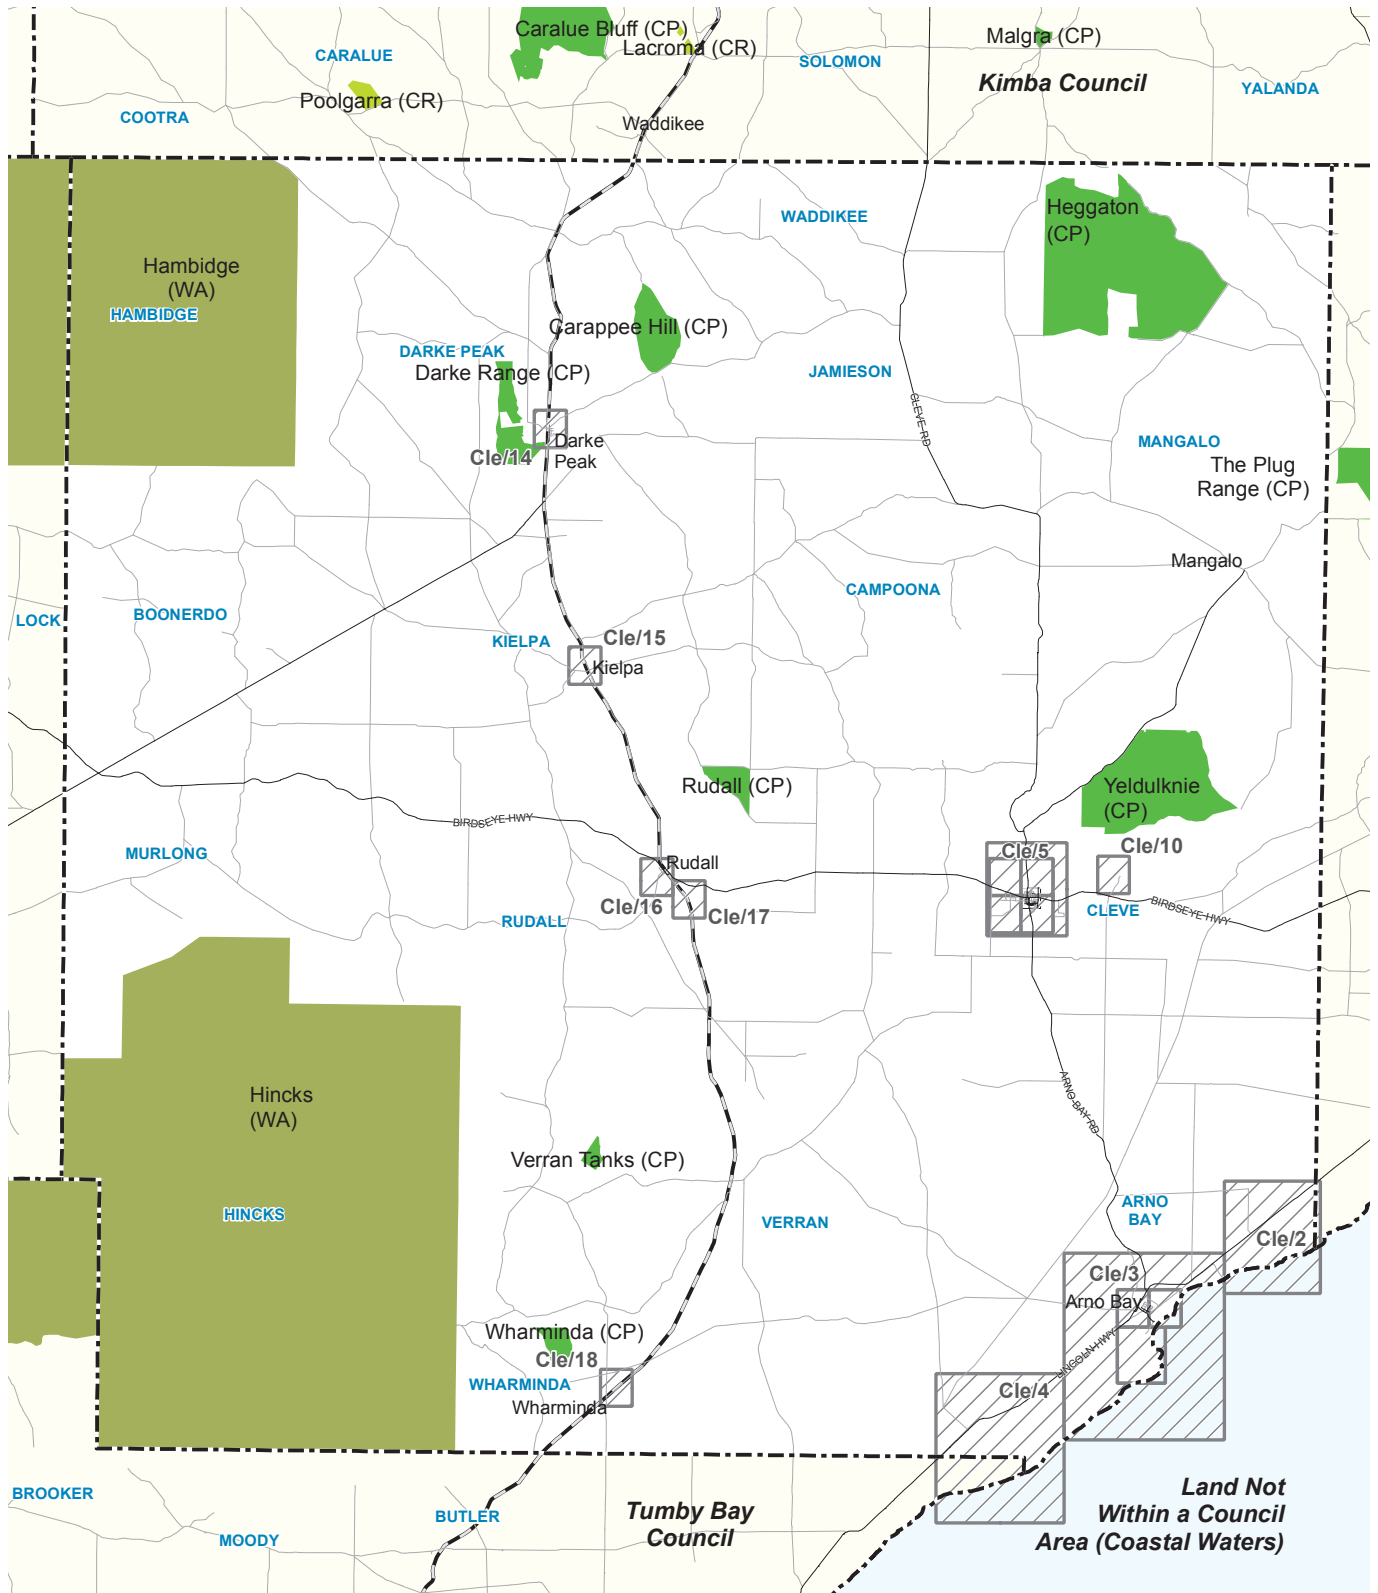 Caralue Bluff (CP)
Lacroma (CR)
Malgra (CP)
CARALUE
SOLOMON
Kimba Council
YALANDA
Poolgarra (CR)
COOTRA
Waddikee
WADDIKEE
Heggaton
(CP)
Hambidge
(WA)
HAMBIDGE
Carappee Hill (CP)
DARKE PEAK
Darke Range (CP)
JAMIESON
CLEVE RD
Darke
Peak
Cle/14
MANGALO
The Plug
Range (CP)
Mangalo
CAMPOONA
LOCK
BOONERDO
KIELPA
Cle/15
Kielpa
Rudall (CP)
Yeldulknie
(CP)
BIRDSEYE HWY
MURLONG
Rudall
Cle/5
Cle/10
Cle/16
Cle/17
RUDALL
CLEVE
BIRDSEYE HWY
Hincks
(WA)
ARNO BAY RD
Verran Tanks (CP)
HINCKS
VERRAN
ARNO
BAY
Cle/2
Cle/3
Arno Bay
LINCOLN HWY
Wharminda (CP)
Cle/18
WHARMINDA
Wharminda
Cle/4
BROOKER
MOODY
BUTLER
Tumby Bay
Council
Land Not
Within a Council
Area (Coastal Waters)